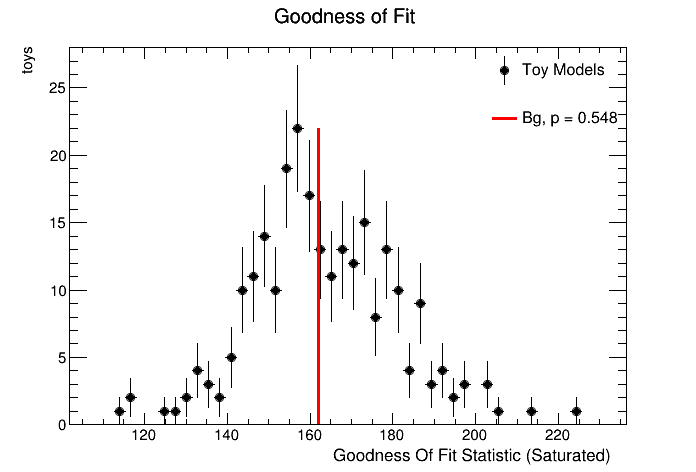 Goodness of Fit
toys
Toy Models
Bg, p = 0.548
25
20
15
10
5
0
120 140 160 180 200 220
Goodness Of Fit Statistic (Saturated)